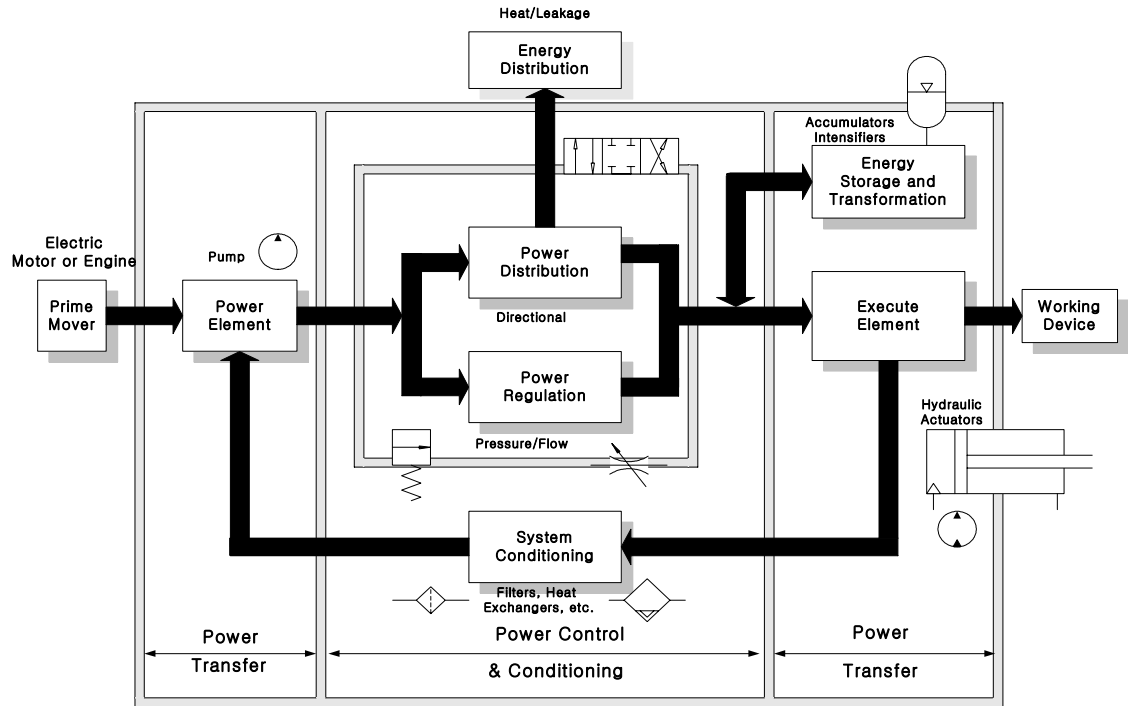 Heat/Leakage
Energy
Distribution
Accumulators
Intensifiers
Energy
Storage and
Transformation
Electric
Motor or Engine
Pump
Prime
Mover
Power
Element
Power
Distribution
Directional
Power
Regulation
Pressure/Flow
Execute
Element
Working
Device
Hydraulic
Actuators
System
Conditioning
Filters, Heat
Exchangers, etc.
Power
Transfer
Power Control
& Conditioning
Power
Transfer